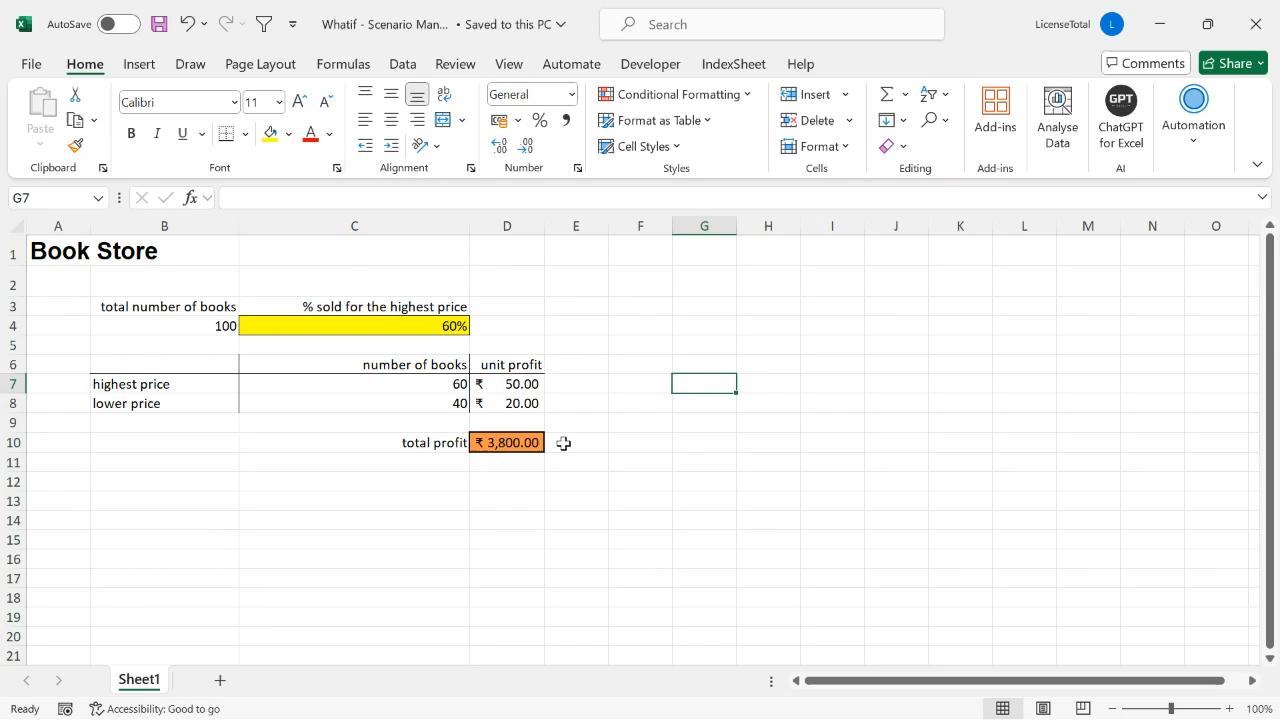 AutoSave Whatif - Scenario Man... • Saved to this PC Search LicenseTotal L
File Home Insert Draw Page Layout Formulas Data Review View Automate Developer IndexSheet Help Comments Share
Paste Calibri 11 General Conditional Formatting Insert
B I U Format as Table Delete Add-ins Analyse Data ChatGPT for Excel Automation
Cell Styles Format
Clipboard Font Alignment Number Styles Cells Editing Add-ins AI
G7 fx
A B C D E F G H I J K L M N O
1 Book Store
2
3 total number of books % sold for the highest price
4 100 60%
5
6 number of books unit profit
7 highest price 60 ₹ 50.00
8 lower price 40 ₹ 20.00
9
10 total profit ₹ 3,800.00
11
12
13
14
15
16
17
18
19
20
21
Sheet1
Ready Accessibility: Good to go 100%